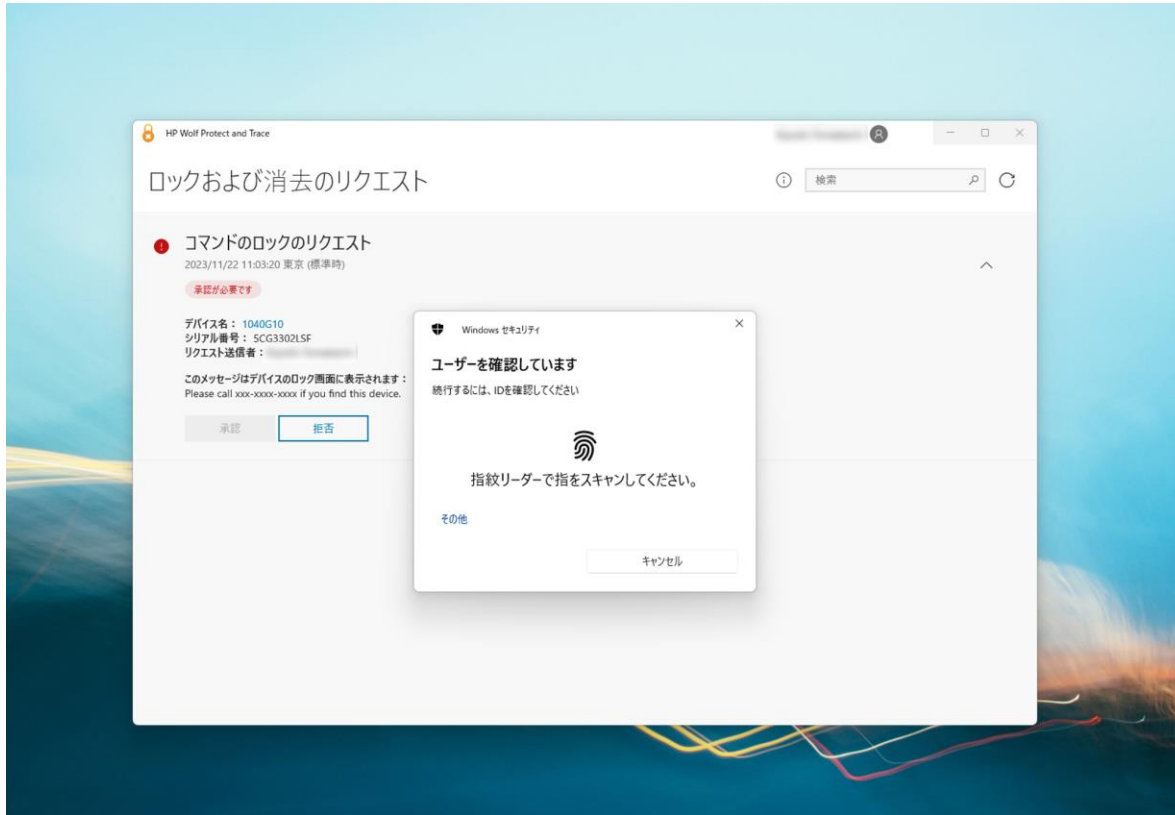 HP Wolf Protect and Trace
ロックおよび消去のリクエスト
検索
コマンドのロックのリクエスト
2023/11/22 11:03:20 東京 (標準時)
承認が必要です
デバイス名： 1040G10
シリアル番号： 5CG3302LSF
リクエスト送信者：
このメッセージはデバイスのロック画面に表示されます：
Please call xxx-xxxx-xxxx if you find this device.
承認
拒否
Windows セキュリティ
ユーザーを確認しています
続行するには、IDを確認してください
指紋リーダーで指をスキャンしてください。
その他
キャンセル